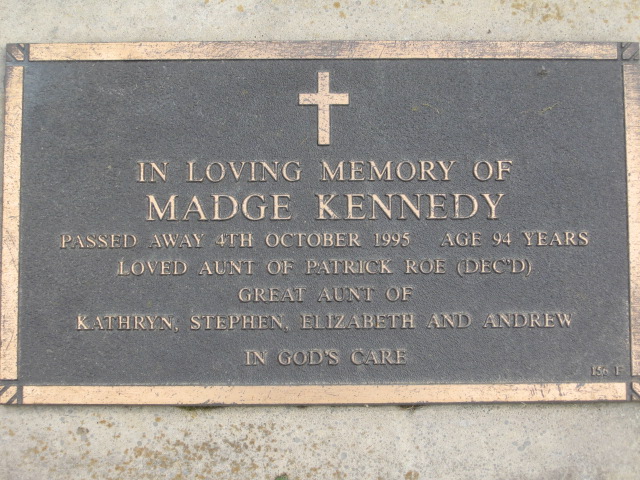 IN LOVING MEMORY OF
MADGE KENNEDY
PASSED AWAY 4TH OCTOBER 1995 AGE 94 YEARS
LOVED AUNT OF PATRICK ROE (DEC'D)
GREAT AUNT OF
KATHRYN, STEPHEN, ELIZABETH AND ANDREW
IN GOD'S CARE
156 F